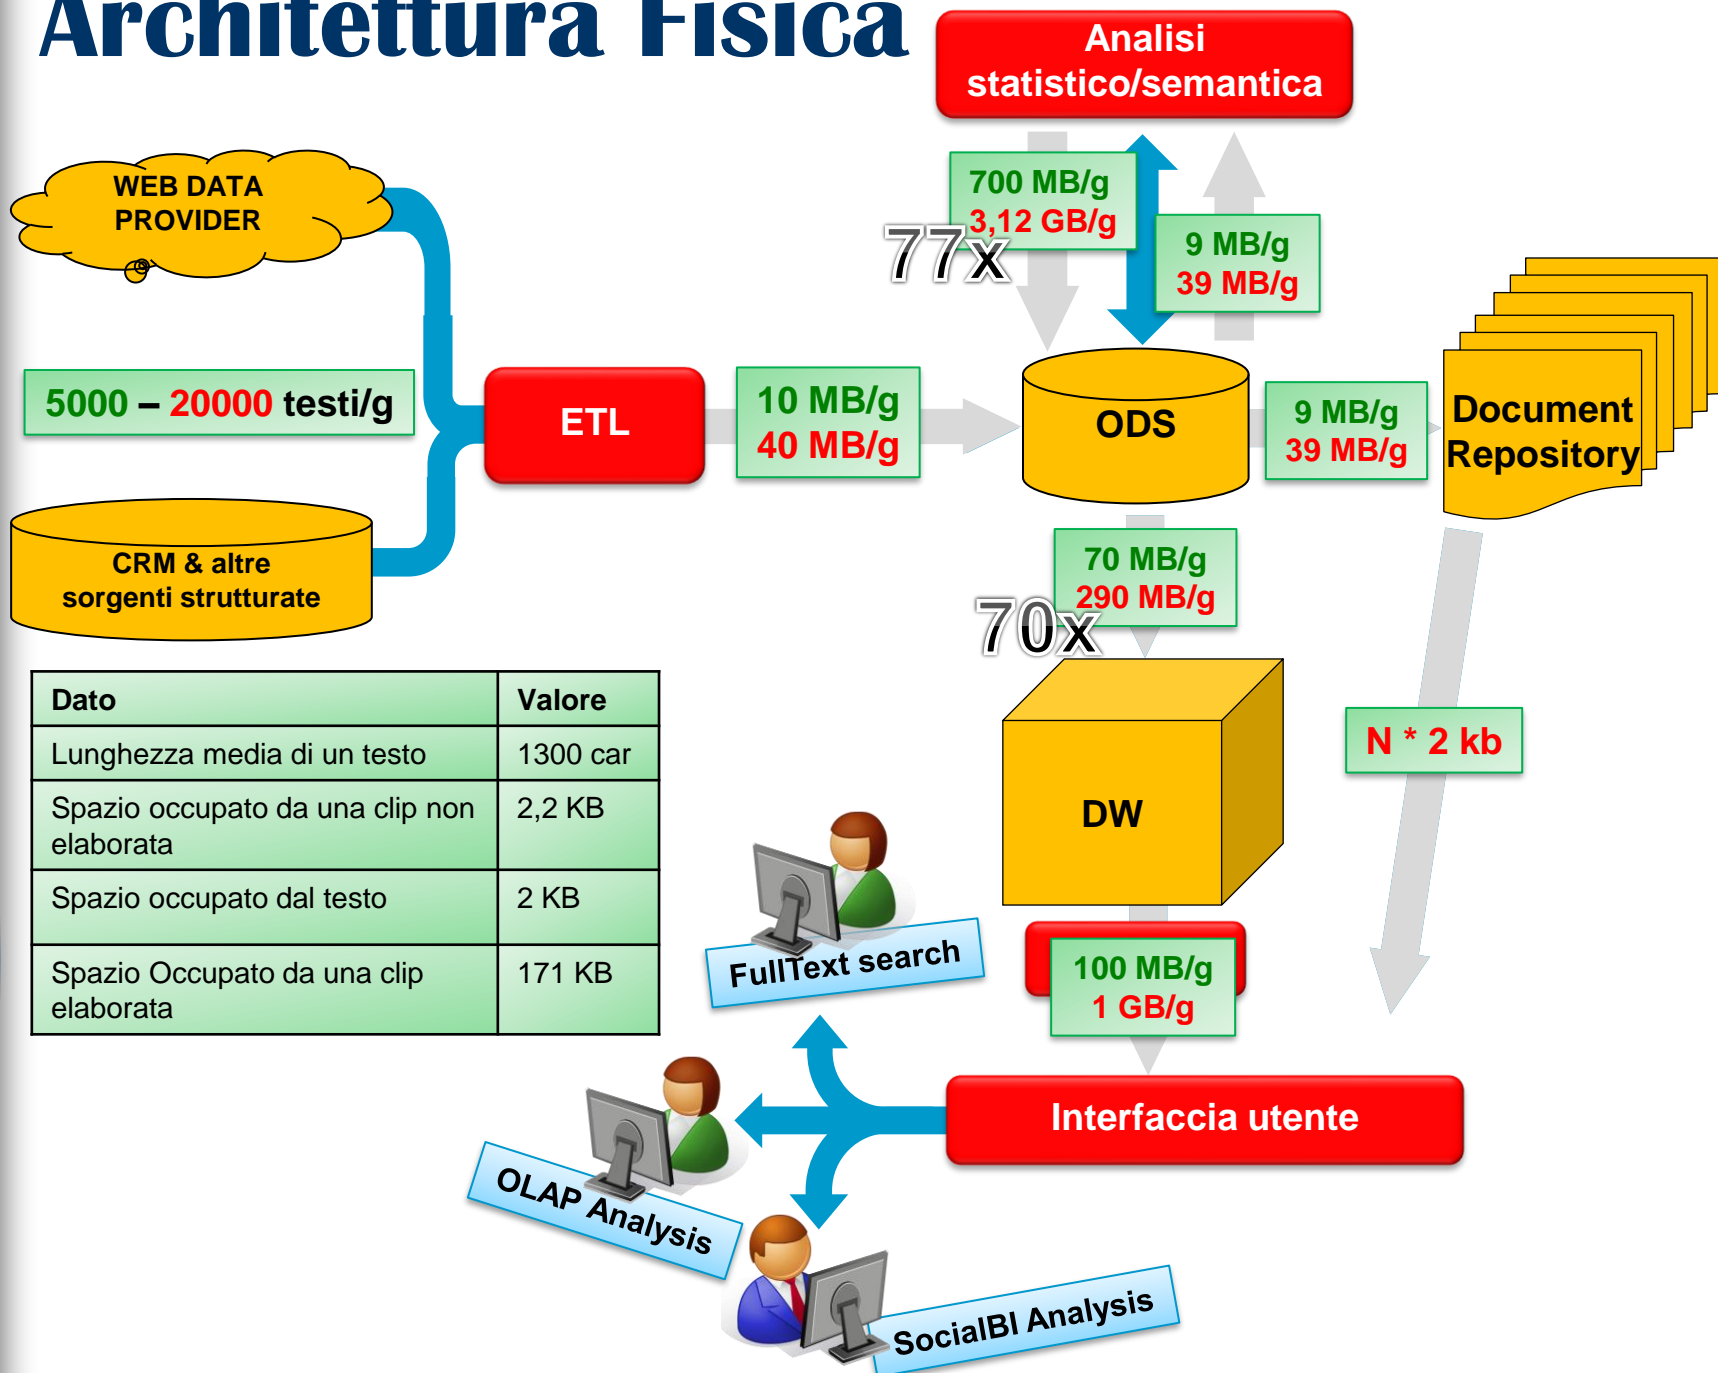 Architettura Fisica
Analisi
statistico/semantica
WEB DATA
PROVIDER
700 MB/g
3,12 GB/g
77x
9 MB/g
39 MB/g
5000 – 20000 testi/g
ETL
10 MB/g
40 MB/g
ODS
9 MB/g
39 MB/g
Document
Repository
CRM & altre
sorgenti strutturate
70 MB/g
290 MB/g
70x
Dato Valore
Lunghezza media di un testo 1300 car
Spazio occupato da una clip non 2,2 KB
elaborata
Spazio occupato dal testo 2 KB
Spazio Occupato da una clip 171 KB
elaborata
N * 2 kb
DW
FullText search
100 MB/g
1 GB/g
Interfaccia utente
OLAP Analysis
SocialBI Analysis